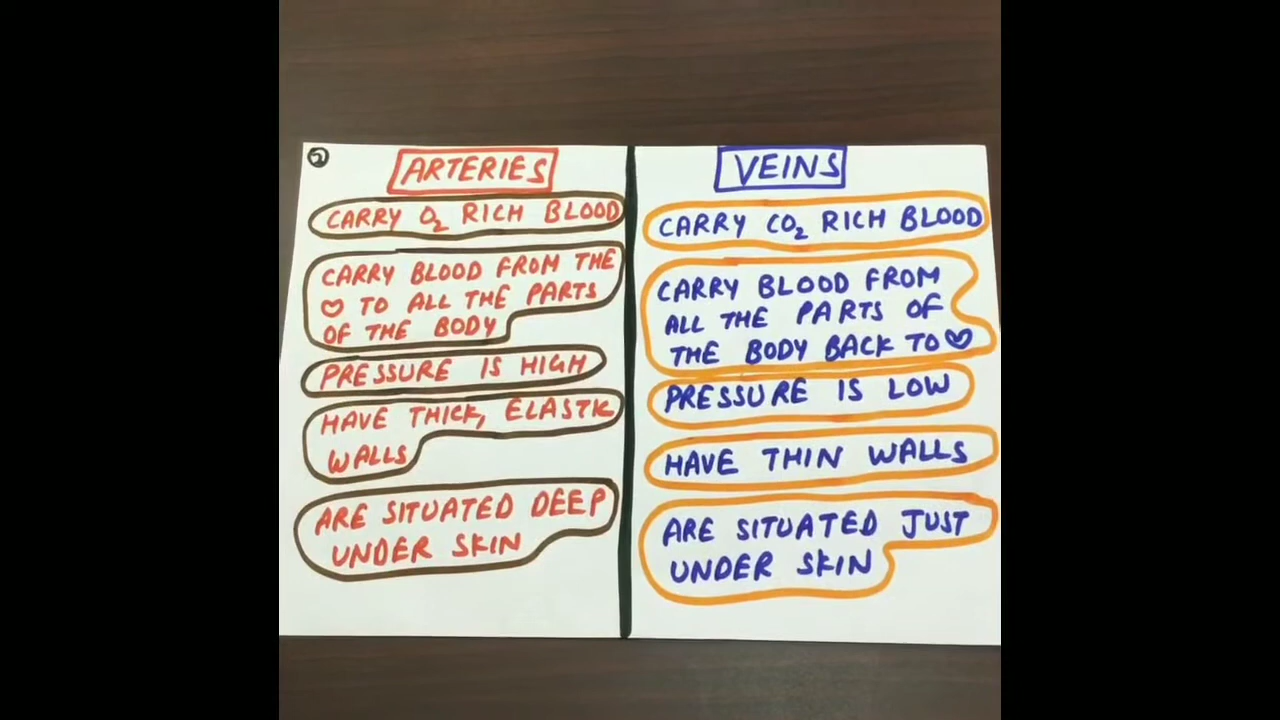 2
ARTERIES
CARRY O₂ RICH BLOOD
CARRY BLOOD FROM THE
♡ TO ALL THE PARTS
OF THE BODY
PRESSURE IS HIGH
HAVE THICK, ELASTIC
WALLS
ARE SITUATED DEEP
UNDER SKIN
VEINS
CARRY CO₂ RICH BLOOD
CARRY BLOOD FROM
ALL THE PARTS OF
THE BODY BACK TO ♡
PRESSURE IS LOW
HAVE THIN WALLS
ARE SITUATED JUST
UNDER SKIN